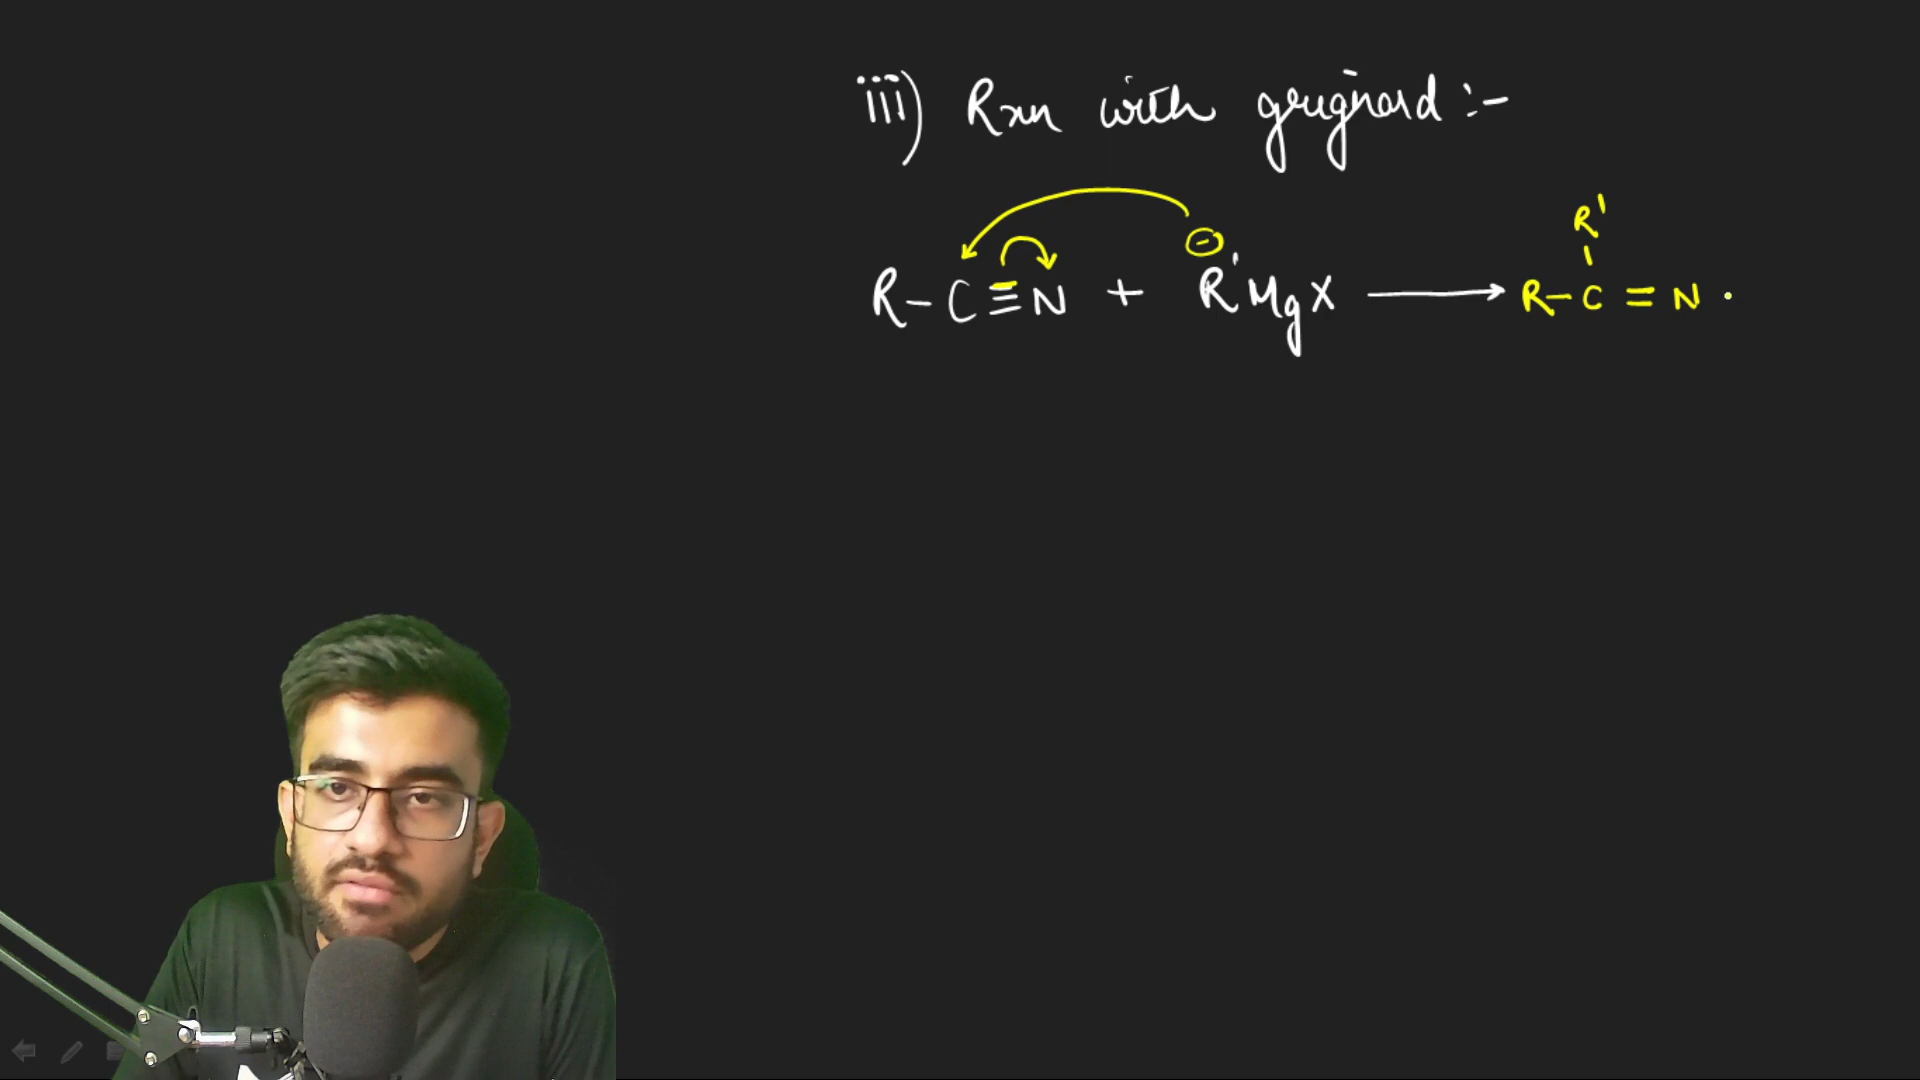 iii) Rxn with grignard :-
R'
R-C≡N + R'MgX ⟶ R-C=N